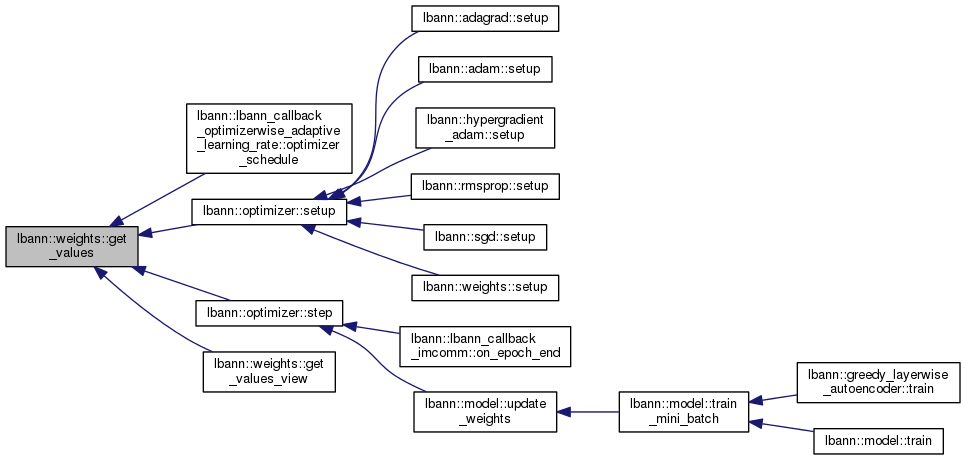 lbann::adagrad::setup
lbann::adam::setup
lbann::lbann_callback
_optimizerwise_adaptive
_learning_rate::optimizer
_schedule
lbann::hypergradient
_adam::setup
lbann::rmsprop::setup
lbann::optimizer::setup
lbann::weights::get
_values
lbann::sgd::setup
lbann::weights::setup
lbann::optimizer::step
lbann::lbann_callback
_imcomm::on_epoch_end
lbann::weights::get
_values_view
lbann::greedy_layerwise
_autoencoder::train
lbann::model::update
_weights
lbann::model::train
_mini_batch
lbann::model::train